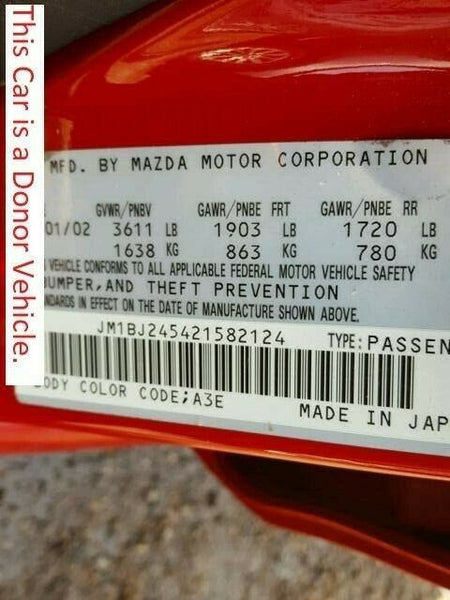 This Car is a Donor Vehicle.
MFD. BY MAZDA MOTOR CORPORATION
GVWR/PNBV GAWR/PNBE FRT GAWR/PNBE RR
01/02 3611 LB 1903 LB 1720 LB
1638 KG 863 KG 780 KG
VEHICLE CONFORMS TO ALL APPLICABLE FEDERAL MOTOR VEHICLE SAFETY
UMPER,AND THEFT PREVENTION
NDARDS IN EFFECT ON THE DATE OF MANUFACTURE SHOWN ABOVE.
JM1BJ245421582124 TYPE:PASSEN
BODY COLOR CODE;A3E
MADE IN JAP